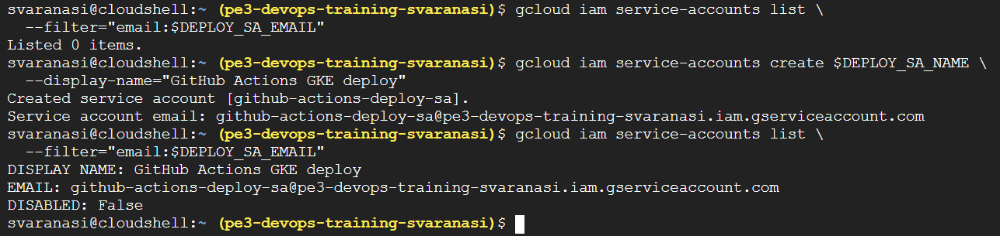 svaranasi@cloudshell:~ (pe3-devops-training-svaranasi)$ gcloud iam service-accounts list \
  --filter="email:$DEPLOY_SA_EMAIL"
Listed 0 items.
svaranasi@cloudshell:~ (pe3-devops-training-svaranasi)$ gcloud iam service-accounts create $DEPLOY_SA_NAME \
  --display-name="GitHub Actions GKE deploy"
Created service account [github-actions-deploy-sa].
Service account email: github-actions-deploy-sa@pe3-devops-training-svaranasi.iam.gserviceaccount.com
svaranasi@cloudshell:~ (pe3-devops-training-svaranasi)$ gcloud iam service-accounts list \
  --filter="email:$DEPLOY_SA_EMAIL"
DISPLAY NAME: GitHub Actions GKE deploy
EMAIL: github-actions-deploy-sa@pe3-devops-training-svaranasi.iam.gserviceaccount.com
DISABLED: False
svaranasi@cloudshell:~ (pe3-devops-training-svaranasi)$